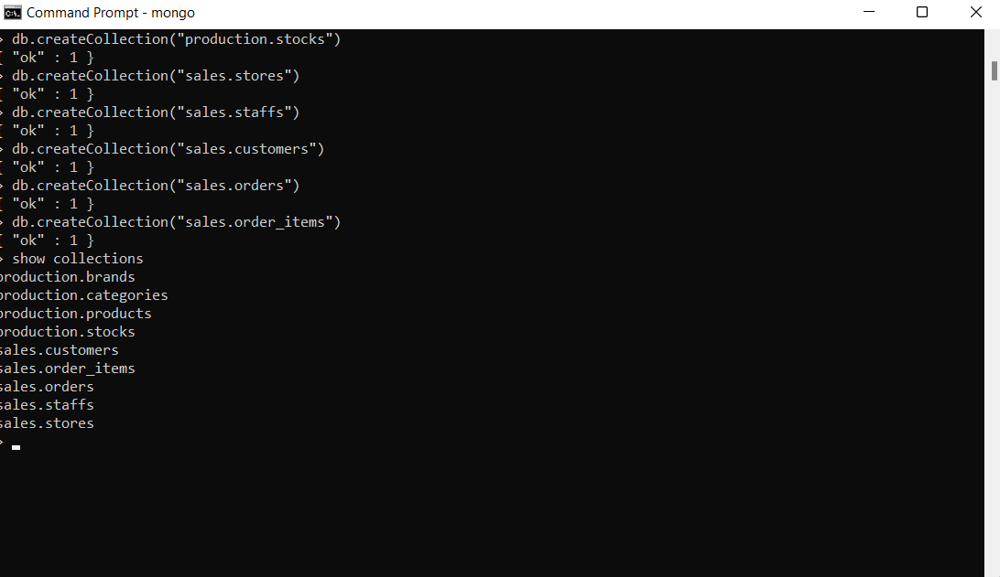 Command Prompt - mongo
> db.createCollection("production.stocks")
{ "ok" : 1 }
> db.createCollection("sales.stores")
{ "ok" : 1 }
> db.createCollection("sales.staffs")
{ "ok" : 1 }
> db.createCollection("sales.customers")
{ "ok" : 1 }
> db.createCollection("sales.orders")
{ "ok" : 1 }
> db.createCollection("sales.order_items")
{ "ok" : 1 }
> show collections
production.brands
production.categories
production.products
production.stocks
sales.customers
sales.order_items
sales.orders
sales.staffs
sales.stores
>